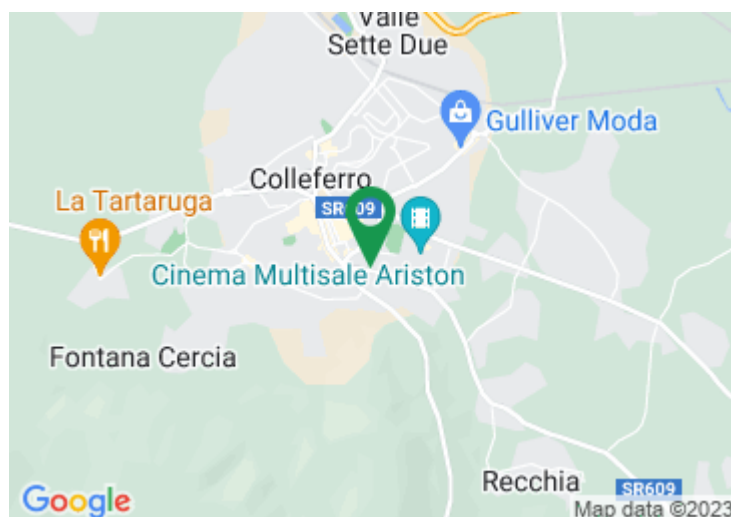 Valle
Sette Due
Gulliver Moda
Colleferro
La Tartaruga
Cinema Multisale Ariston
Fontana Cercia
Recchia
SR609
Google
Map data ©2023